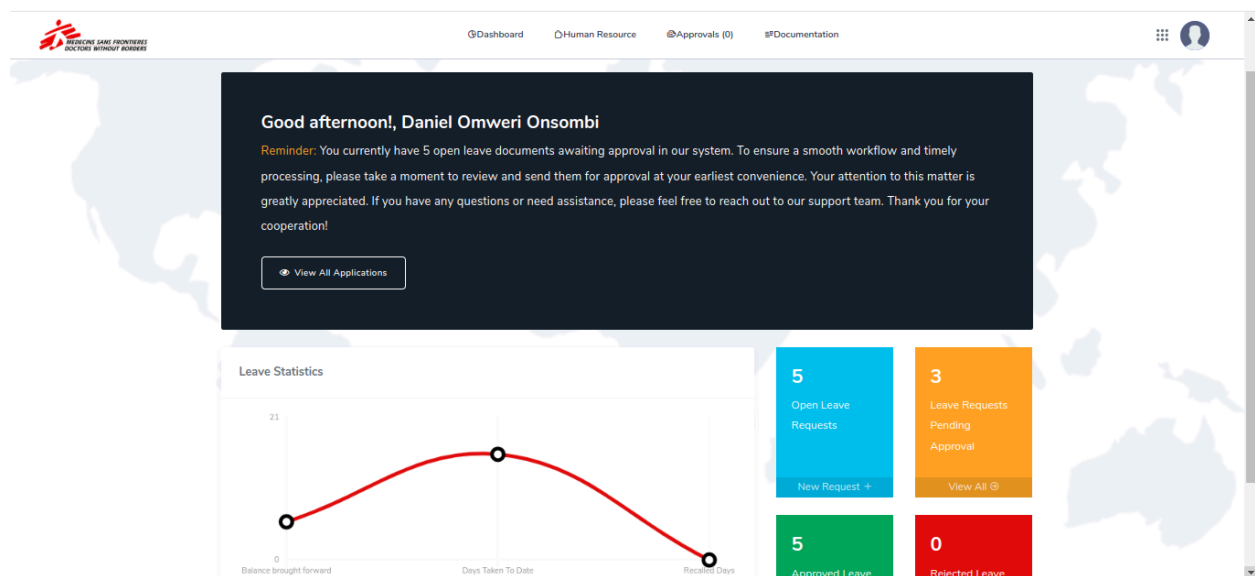 MEDECINS SANS FRONTIERES
DOCTORS WITHOUT BORDERS
Dashboard
Human Resource
Approvals (0)
Documentation
Good afternoon!, Daniel Omweri Onsombi
Reminder: You currently have 5 open leave documents awaiting approval in our system. To ensure a smooth workflow and timely
processing, please take a moment to review and send them for approval at your earliest convenience. Your attention to this matter is
greatly appreciated. If you have any questions or need assistance, please feel free to reach out to our support team. Thank you for your
cooperation!
View All Applications
Leave Statistics
21
0
Balance brought forward
Days Taken To Date
Recalled Days
5
Open Leave
Requests
New Request +
3
Leave Requests
Pending
Approval
View All
5
Approved Leave
0
Rejected Leave